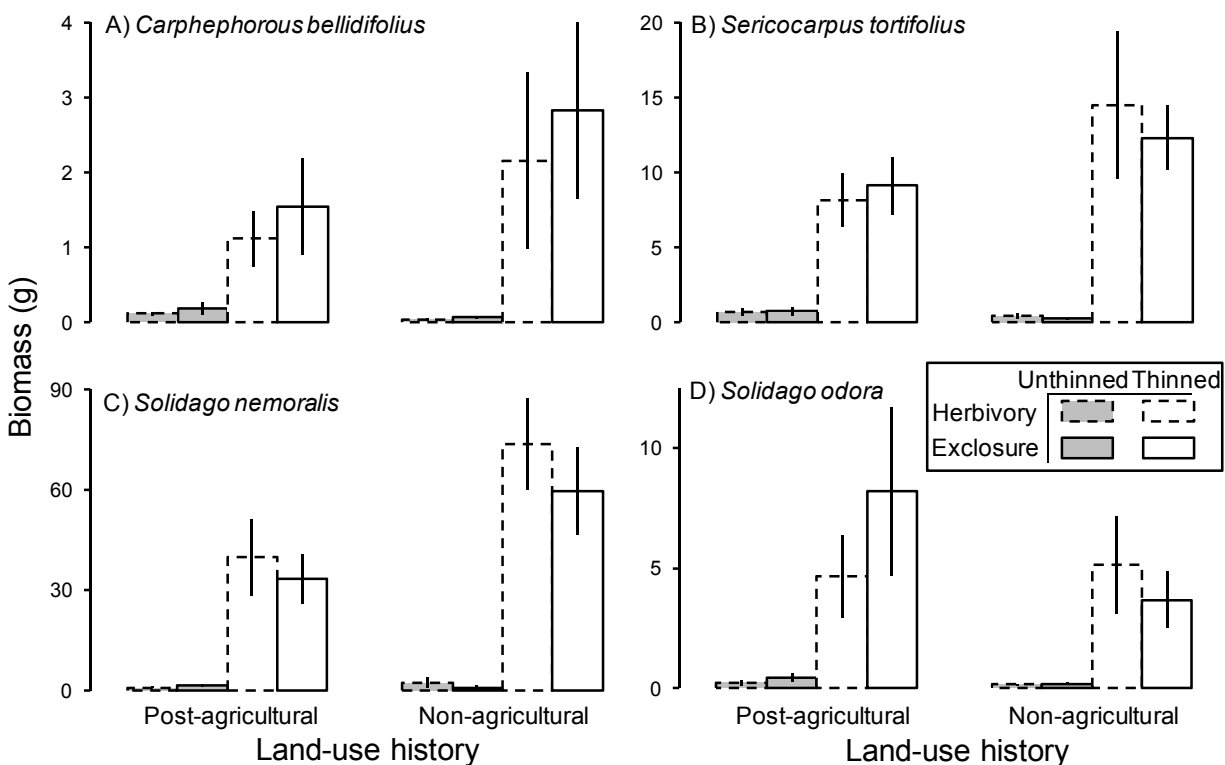 A) Carphephorous bellidifolius
B) Sericocarpus tortifolius
4
3
2
1
0
20
15
10
5
0
Biomass (g)
C) Solidago nemoralis
D) Solidago odora
90
60
30
0
10
5
0
Unthinned Thinned
Herbivory
Exclosure
Post-agricultural Non-agricultural
Post-agricultural Non-agricultural
Land-use history
Land-use history